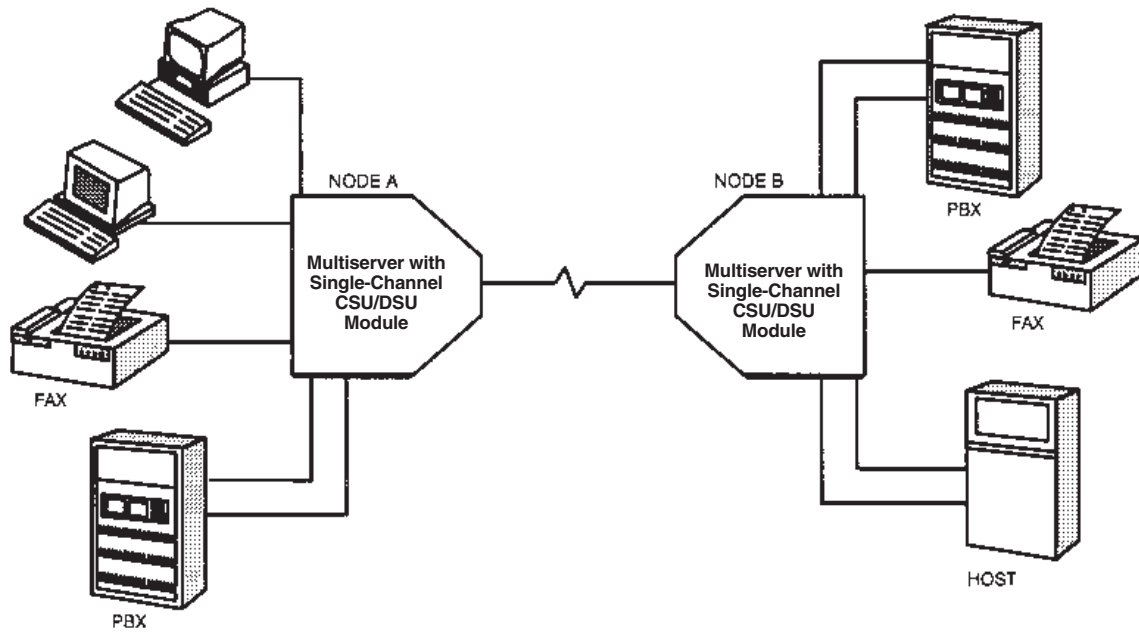 NODE A
Multiserver with
Single-Channel
CSU/DSU
Module
FAX
PBX
NODE B
Multiserver with
Single-Channel
CSU/DSU
Module
PBX
FAX
HOST